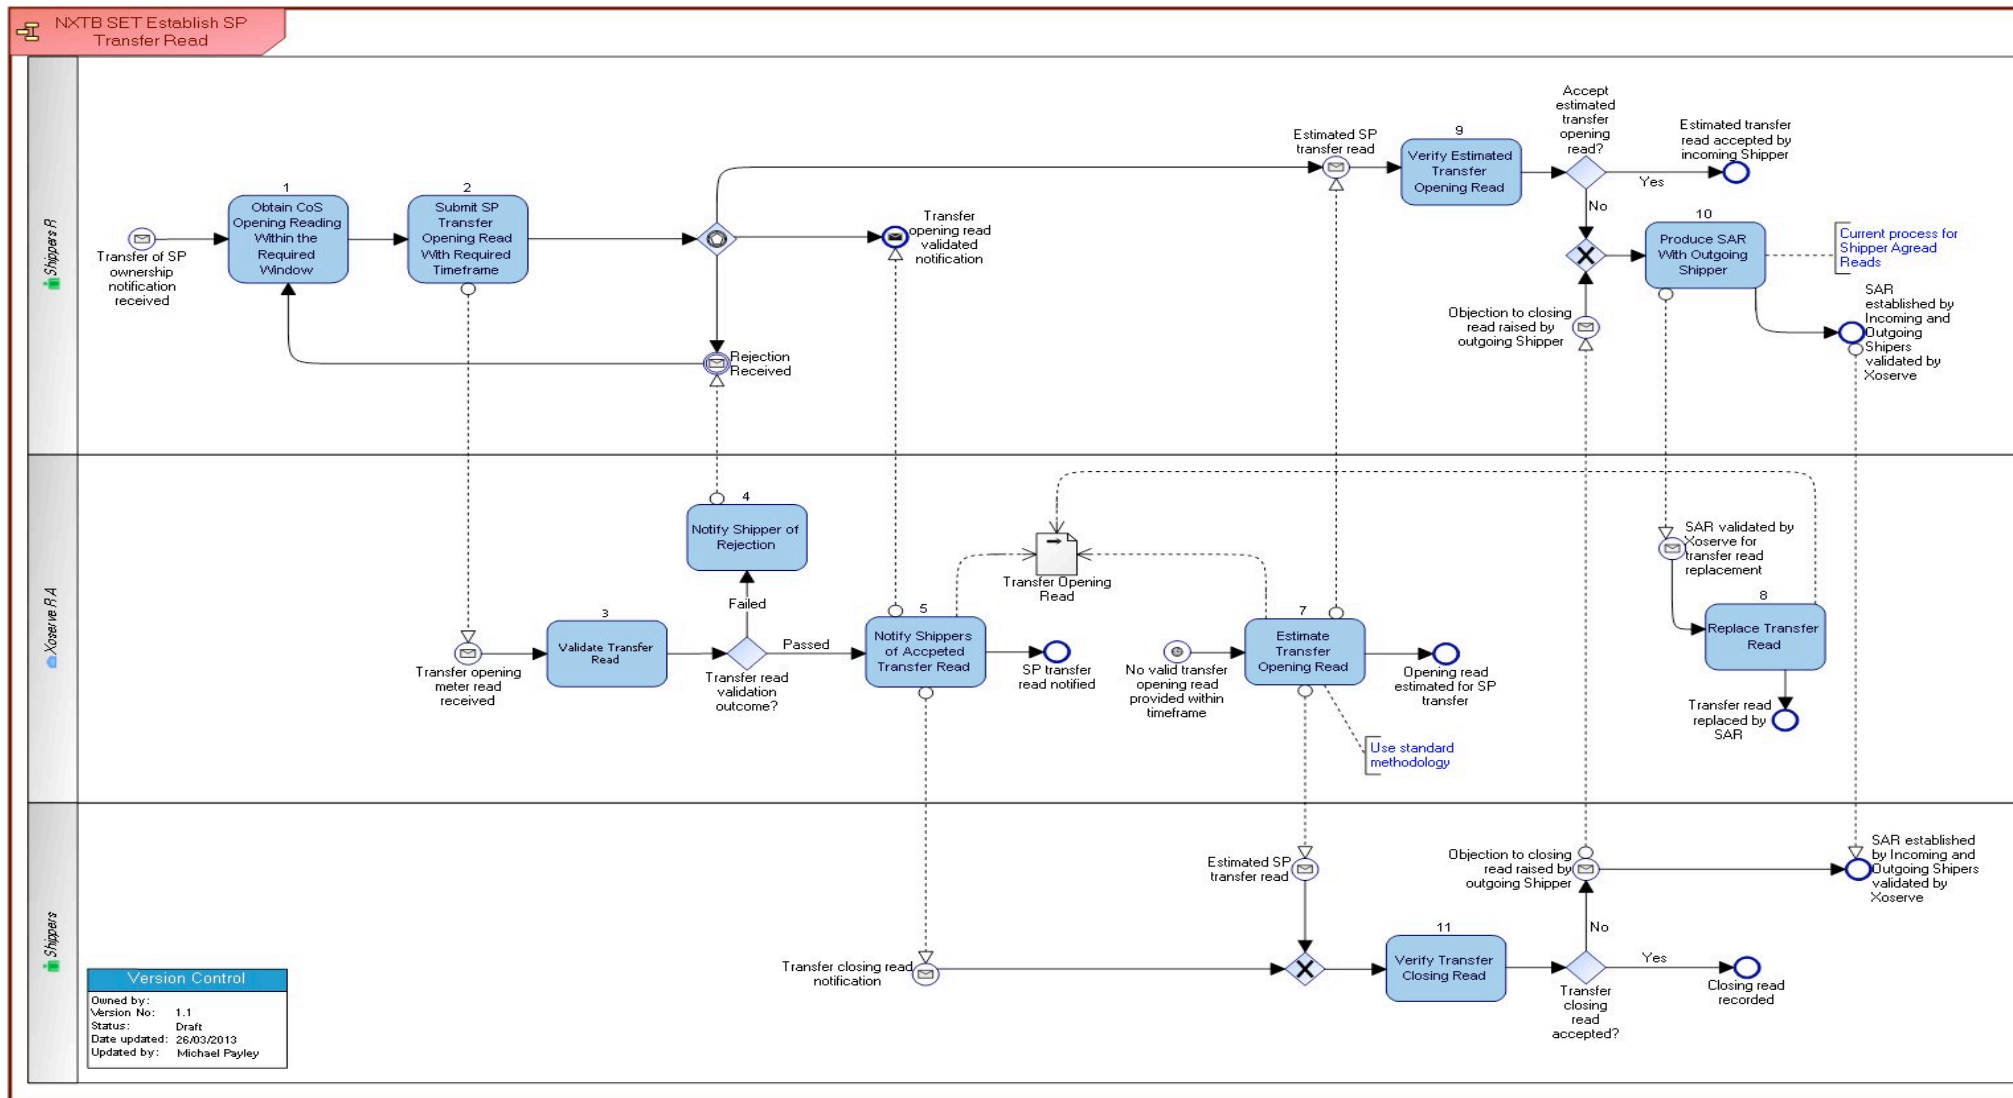 NXTB SET Establish SP
Transfer Read
Shippers R
Transfer of SP
ownership
notification
received
1
Obtain CoS
Opening Reading
Within the
Required
Window
2
Submit SP
Transfer
Opening Read
With Required
Timeframe
Transfer
opening read
validated
notification
Rejection
Received
Estimated SP
transfer read
9
Verify Estimated
Transfer
Opening Read
Accept
estimated
transfer
opening
read?
Yes
Estimated transfer
read accepted by
incoming Shipper
No
10
Produce SAR
With Outgoing
Shipper
Current process for
Shipper Agread
Reads
Objection to closing
read raised by
outgoing Shipper
SAR
established by
Incoming and
Outgoing
Shipers
validated by
Xoserve
Xoserve R A
Transfer opening
meter read
received
3
Validate Transfer
Read
4
Notify Shipper of
Rejection
Failed
Passed
Transfer read
validation
outcome?
5
Notify Shippers
of Accpeted
Transfer Read
SP transfer
read notified
Transfer Opening
Read
No valid transfer
opening read
provided within
timeframe
7
Estimate
Transfer
Opening Read
Opening read
estimated for SP
transfer
Use standard
methodology
SAR validated by
Xoserve for
transfer read
replacement
8
Replace Transfer
Read
Transfer read
replaced by
SAR
Shippers
Transfer closing read
notification
Estimated SP
transfer read
11
Verify Transfer
Closing Read
Objection to closing
read raised by
outgoing Shipper
No
Yes
Transfer
closing
read
accepted?
Closing read
recorded
SAR established
by Incoming and
Outgoing Shipers
validated by
Xoserve
Version Control
Owned by:
Version No: 1.1
Status: Draft
Date updated: 26/03/2013
Updated by: Michael Payley